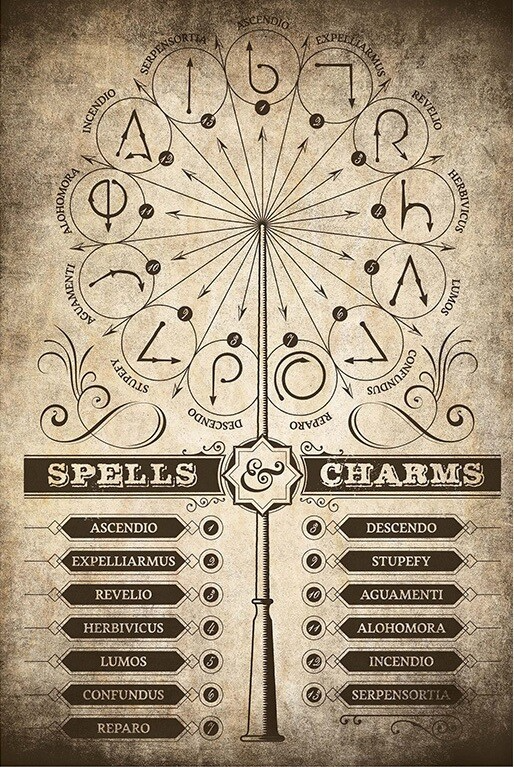 ASCENDIO
EXPELLIARMUS
REVELIO
HERBIVICUS
LUMOS
CONFUNDUS
REPARO
DESCENDO
STUPEFY
AGUAMENTI
ALOHOMORA
INCENDIO
SERPENSORTIA
1
2
3
4
5
6
7
8
9
10
11
12
13
SPELLS & CHARMS
ASCENDIO 1
EXPELLIARMUS 2
REVELIO 3
HERBIVICUS 4
LUMOS 5
CONFUNDUS 6
REPARO 7
8 DESCENDO
9 STUPEFY
10 AGUAMENTI
11 ALOHOMORA
12 INCENDIO
13 SERPENSORTIA